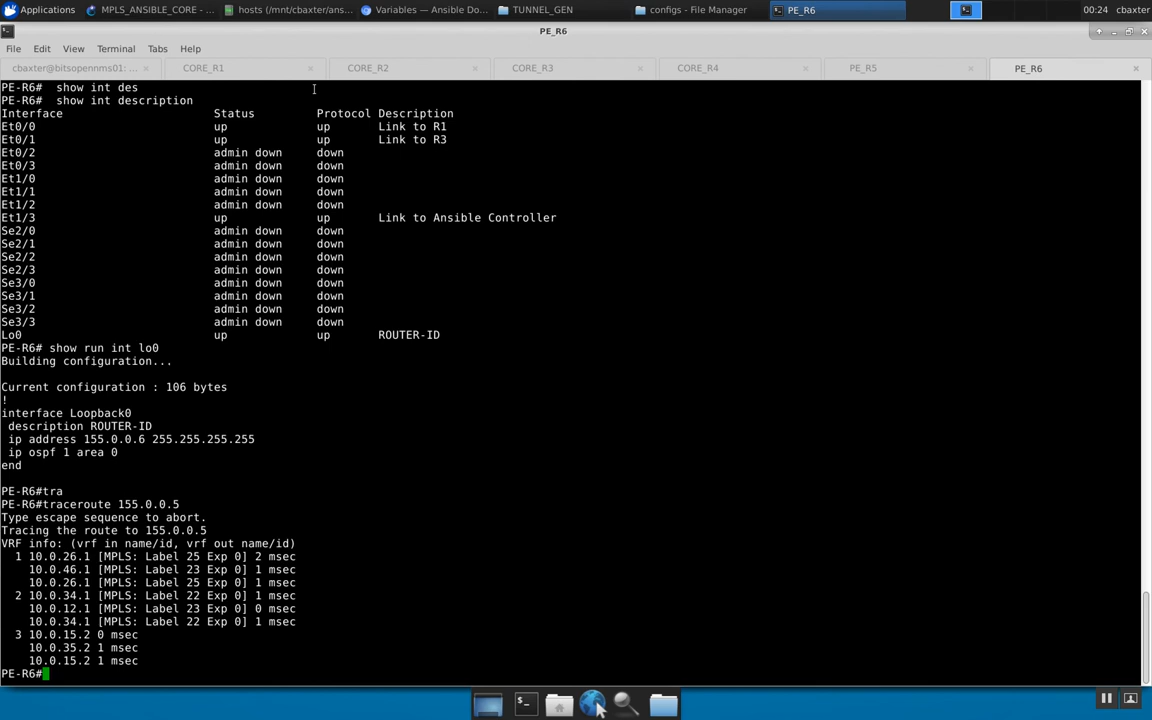 Applications
MPLS_ANSIBLE_CORE - ...
hosts (/mnt/cbaxter/ans...
Variables — Ansible Do...
TUNNEL_GEN
configs - File Manager
PE_R6
00:24
cbaxter
PE_R6
File Edit View Terminal Tabs Help
cbaxter@bitsopennms01: ...
CORE_R1
CORE_R2
CORE_R3
CORE_R4
PE_R5
PE_R6
PE-R6#  show int des
PE-R6#  show int description
Interface                      Status         Protocol Description
Et0/0                          up             up       Link to R1
Et0/1                          up             up       Link to R3
Et0/2                          admin down     down
Et0/3                          admin down     down
Et1/0                          admin down     down
Et1/1                          admin down     down
Et1/2                          admin down     down
Et1/3                          up             up       Link to Ansible Controller
Se2/0                          admin down     down
Se2/1                          admin down     down
Se2/2                          admin down     down
Se2/3                          admin down     down
Se3/0                          admin down     down
Se3/1                          admin down     down
Se3/2                          admin down     down
Se3/3                          admin down     down
Lo0                            up             up       ROUTER-ID
PE-R6# show run int lo0
Building configuration...
Current configuration : 106 bytes
!
interface Loopback0
 description ROUTER-ID
 ip address 155.0.0.6 255.255.255.255
 ip ospf 1 area 0
end
PE-R6#tra
PE-R6#traceroute 155.0.0.5
Type escape sequence to abort.
Tracing the route to 155.0.0.5
VRF info: (vrf in name/id, vrf out name/id)
  1 10.0.26.1 [MPLS: Label 25 Exp 0] 2 msec
    10.0.46.1 [MPLS: Label 23 Exp 0] 1 msec
    10.0.26.1 [MPLS: Label 25 Exp 0] 1 msec
  2 10.0.34.1 [MPLS: Label 22 Exp 0] 1 msec
    10.0.12.1 [MPLS: Label 23 Exp 0] 0 msec
    10.0.34.1 [MPLS: Label 22 Exp 0] 1 msec
  3 10.0.15.2 0 msec
    10.0.35.2 1 msec
    10.0.15.2 1 msec
PE-R6#